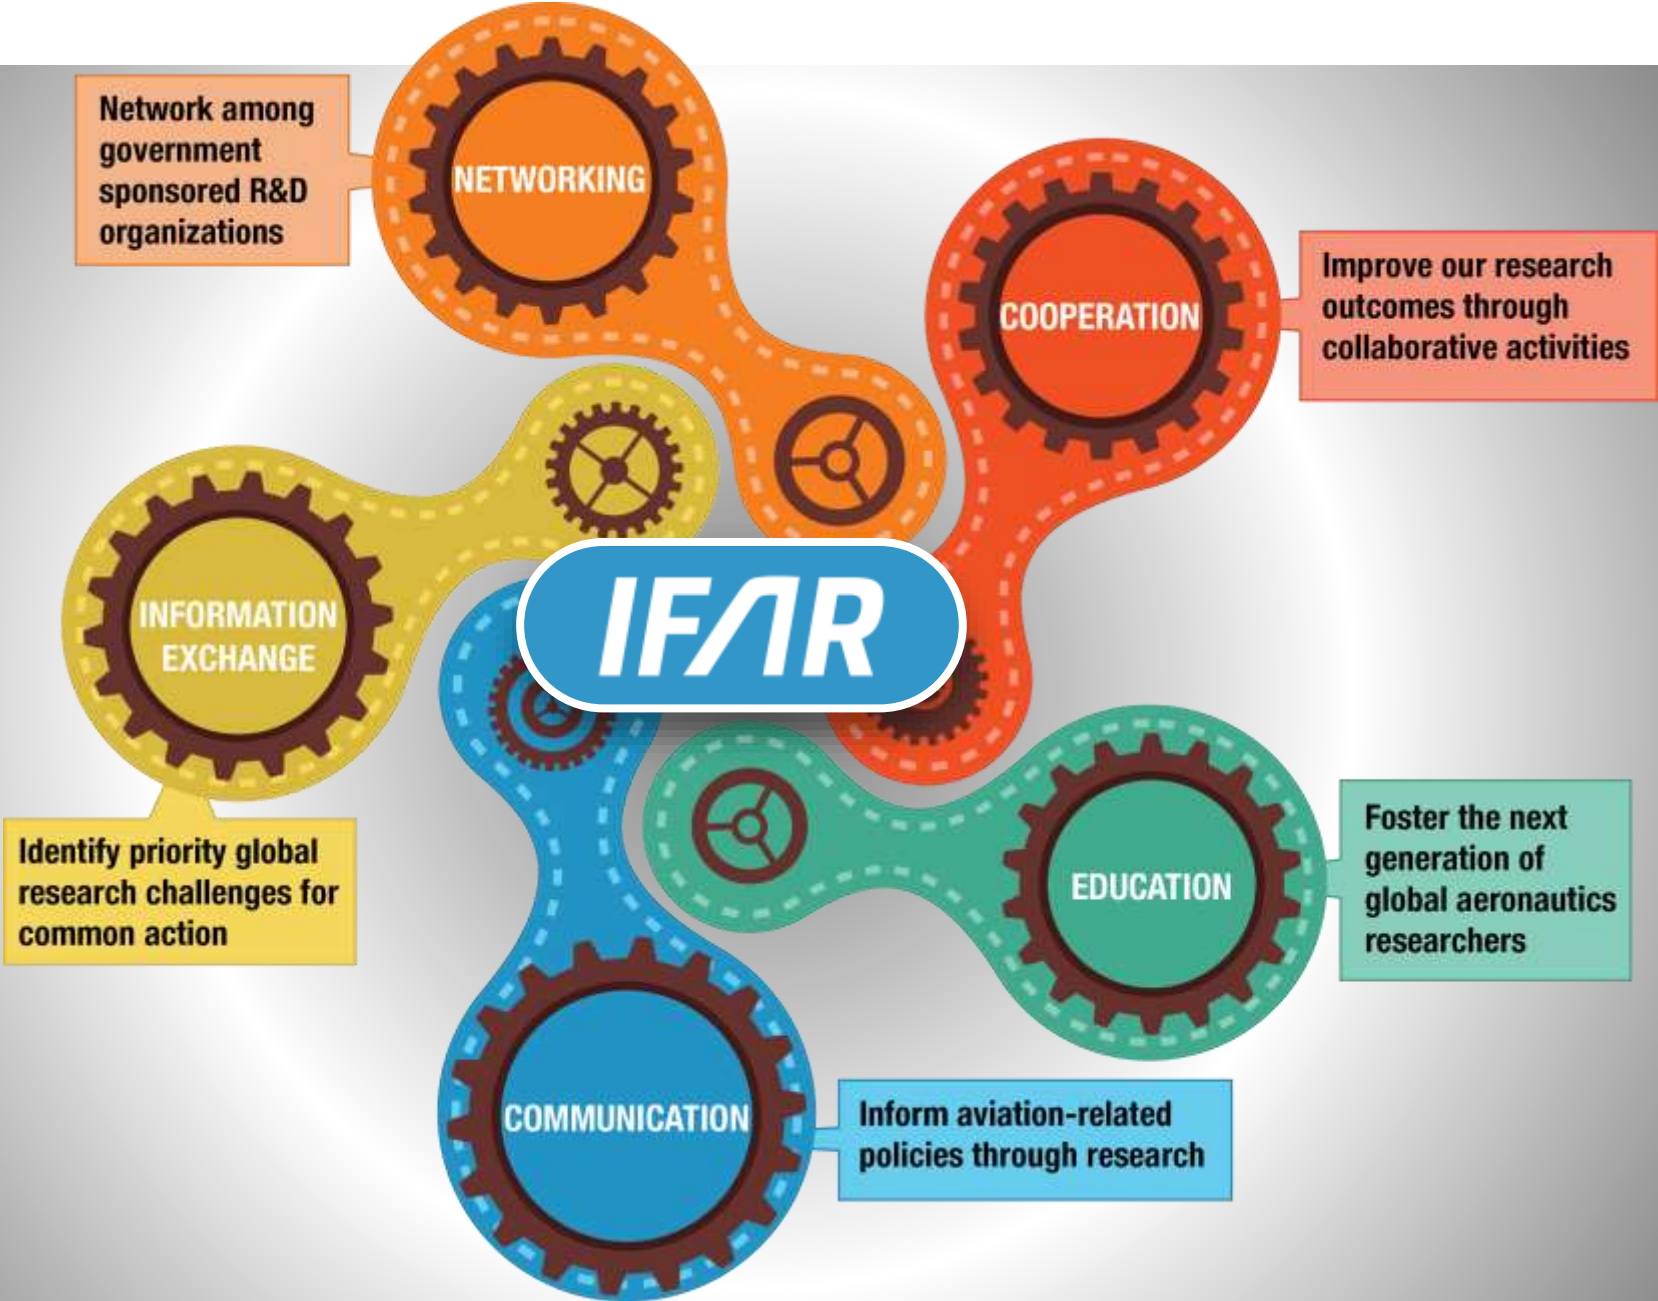 Network among
government
sponsored R&D
organizations
NETWORKING
COOPERATION
Improve our research
outcomes through
collaborative activities
INFORMATION
EXCHANGE
IFAR
Identify priority global
research challenges for
common action
EDUCATION
Foster the next
generation of
global aeronautics
researchers
COMMUNICATION
Inform aviation-related
policies through research